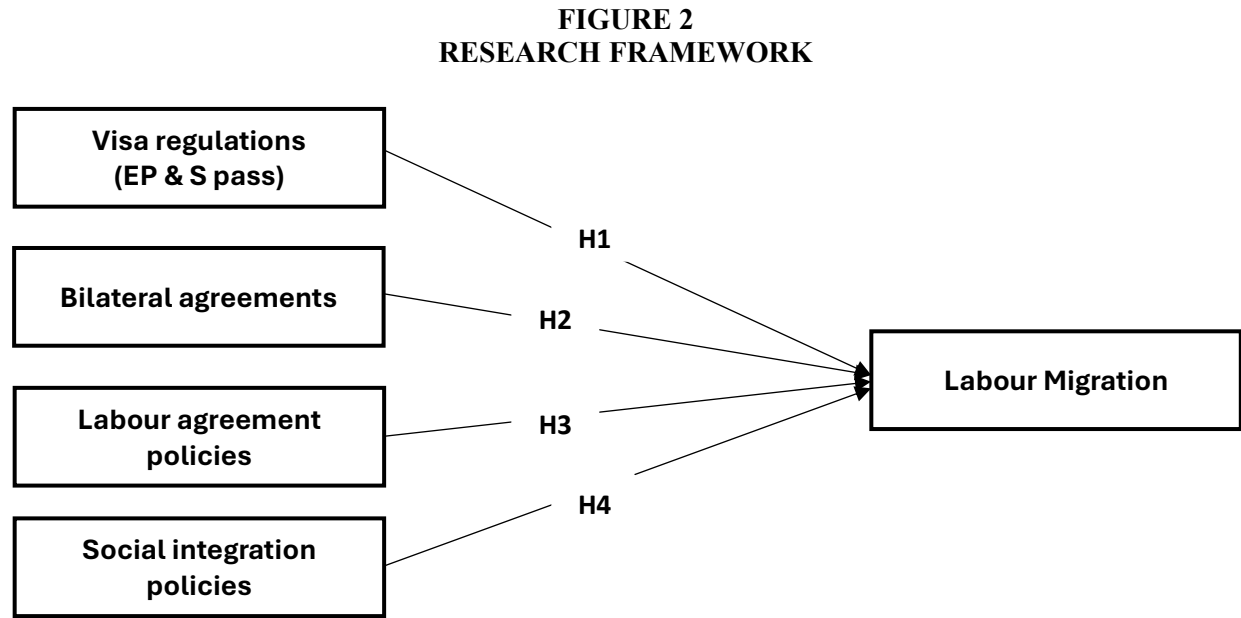 FIGURE 2
RESEARCH FRAMEWORK
Visa regulations
(EP & S pass)
H1
Bilateral agreements
H2
Labour Migration
Labour agreement
policies
H3
H4
Social integration
policies